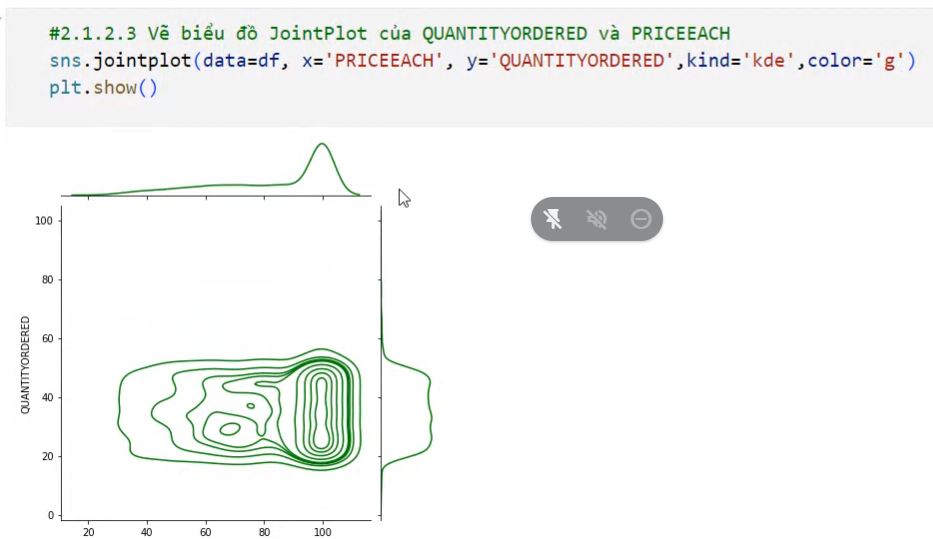 #2.1.2.3 Vẽ biểu đồ JointPlot của QUANTITYORDERED và PRICEEACH
sns.jointplot(data=df, x='PRICEEACH', y='QUANTITYORDERED',kind='kde',color='g')
plt.show()
100
80
60
40
20
0
QUANTITYORDERED
20 40 60 80 100